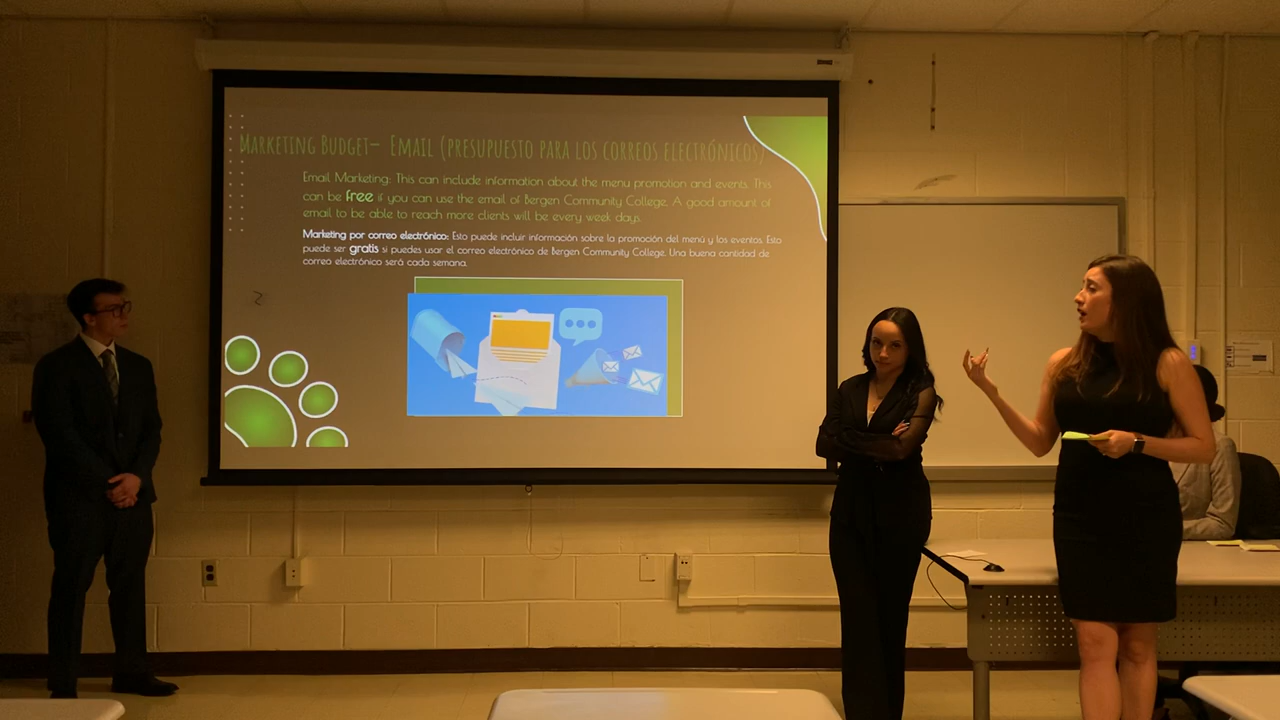 Marketing Budget- Email (presupuesto para los correos electrónicos)
Email Marketing: This can include information about the menu promotion and events. This
can be free if you can use the email of Bergen Community College. A good amount of
email to be able to reach more clients will be every week days.
Marketing por correo electrónico: Esto puede incluir información sobre la promoción del menú y los eventos. Esto
puede ser gratis si puedes usar el correo electrónico de Bergen Community College. Una buena cantidad de
correo electrónico será cada semana.